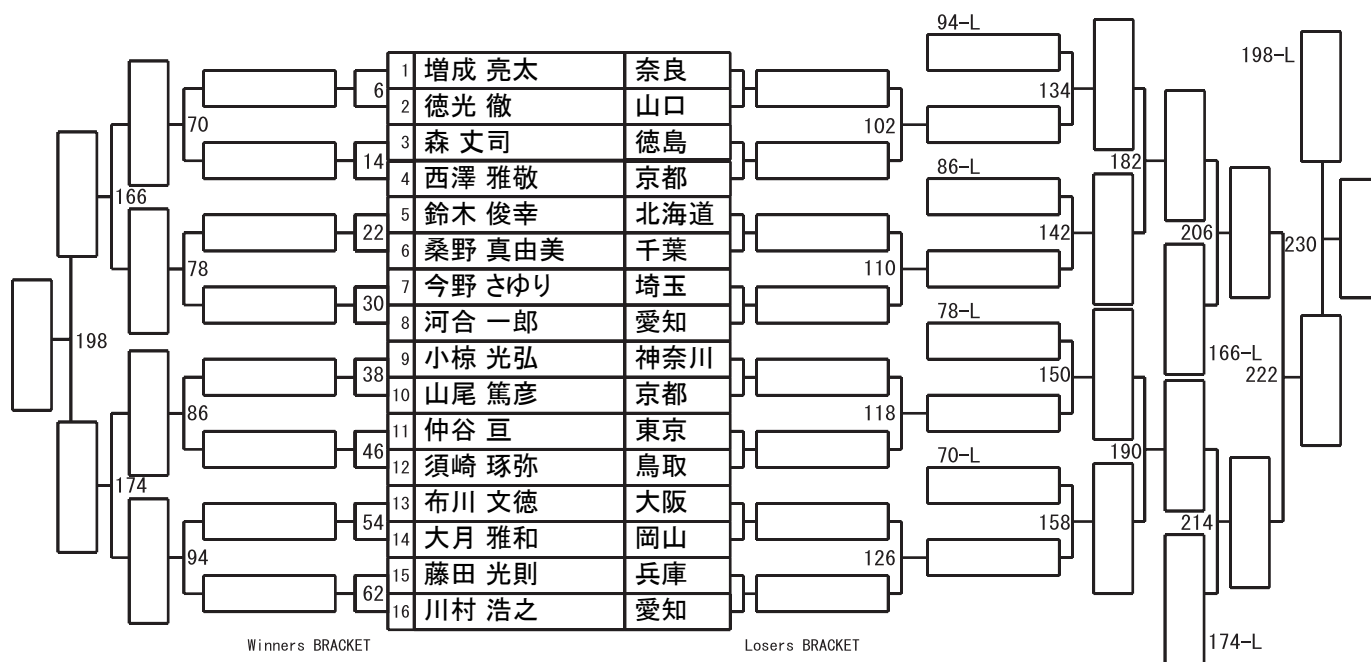 94-L
198-L
1 増成 亮太 奈良
6
134
2 徳光 徹 山口
70
102
3 森 丈司 徳島
14
182
4 西澤 雅敬 京都
86-L
166
5 鈴木 俊幸 北海道
22
142
206
230
6 桑野 真由美 千葉
78
110
7 今野 さゆり 埼玉
30
8 河合 一郎 愛知
78-L
198
9 小椋 光弘 神奈川
166-L
38
150
222
10 山尾 篤彦 京都
86
118
11 仲谷 亘 東京
46
190
12 須崎 琢弥 鳥取
70-L
174
13 布川 文徳 大阪
54
158
214
14 大月 雅和 岡山
94
126
15 藤田 光則 兵庫
62
16 川村 浩之 愛知
Winners BRACKET
Losers BRACKET
174-L